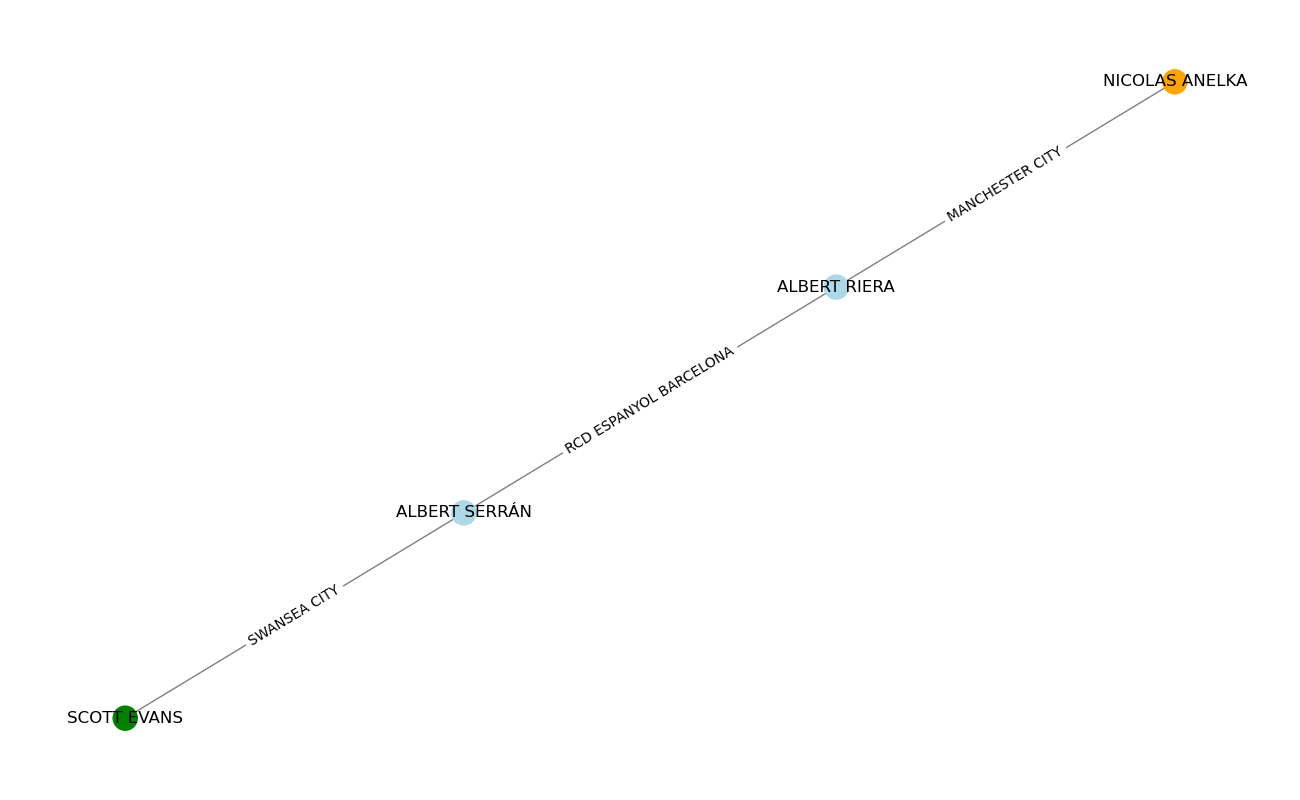 NICOLAS ANELKA
MANCHESTER CITY
ALBERT RIERA
RCD ESPANYOL BARCELONA
ALBERT SERRÁN
SWANSEA CITY
SCOTT EVANS